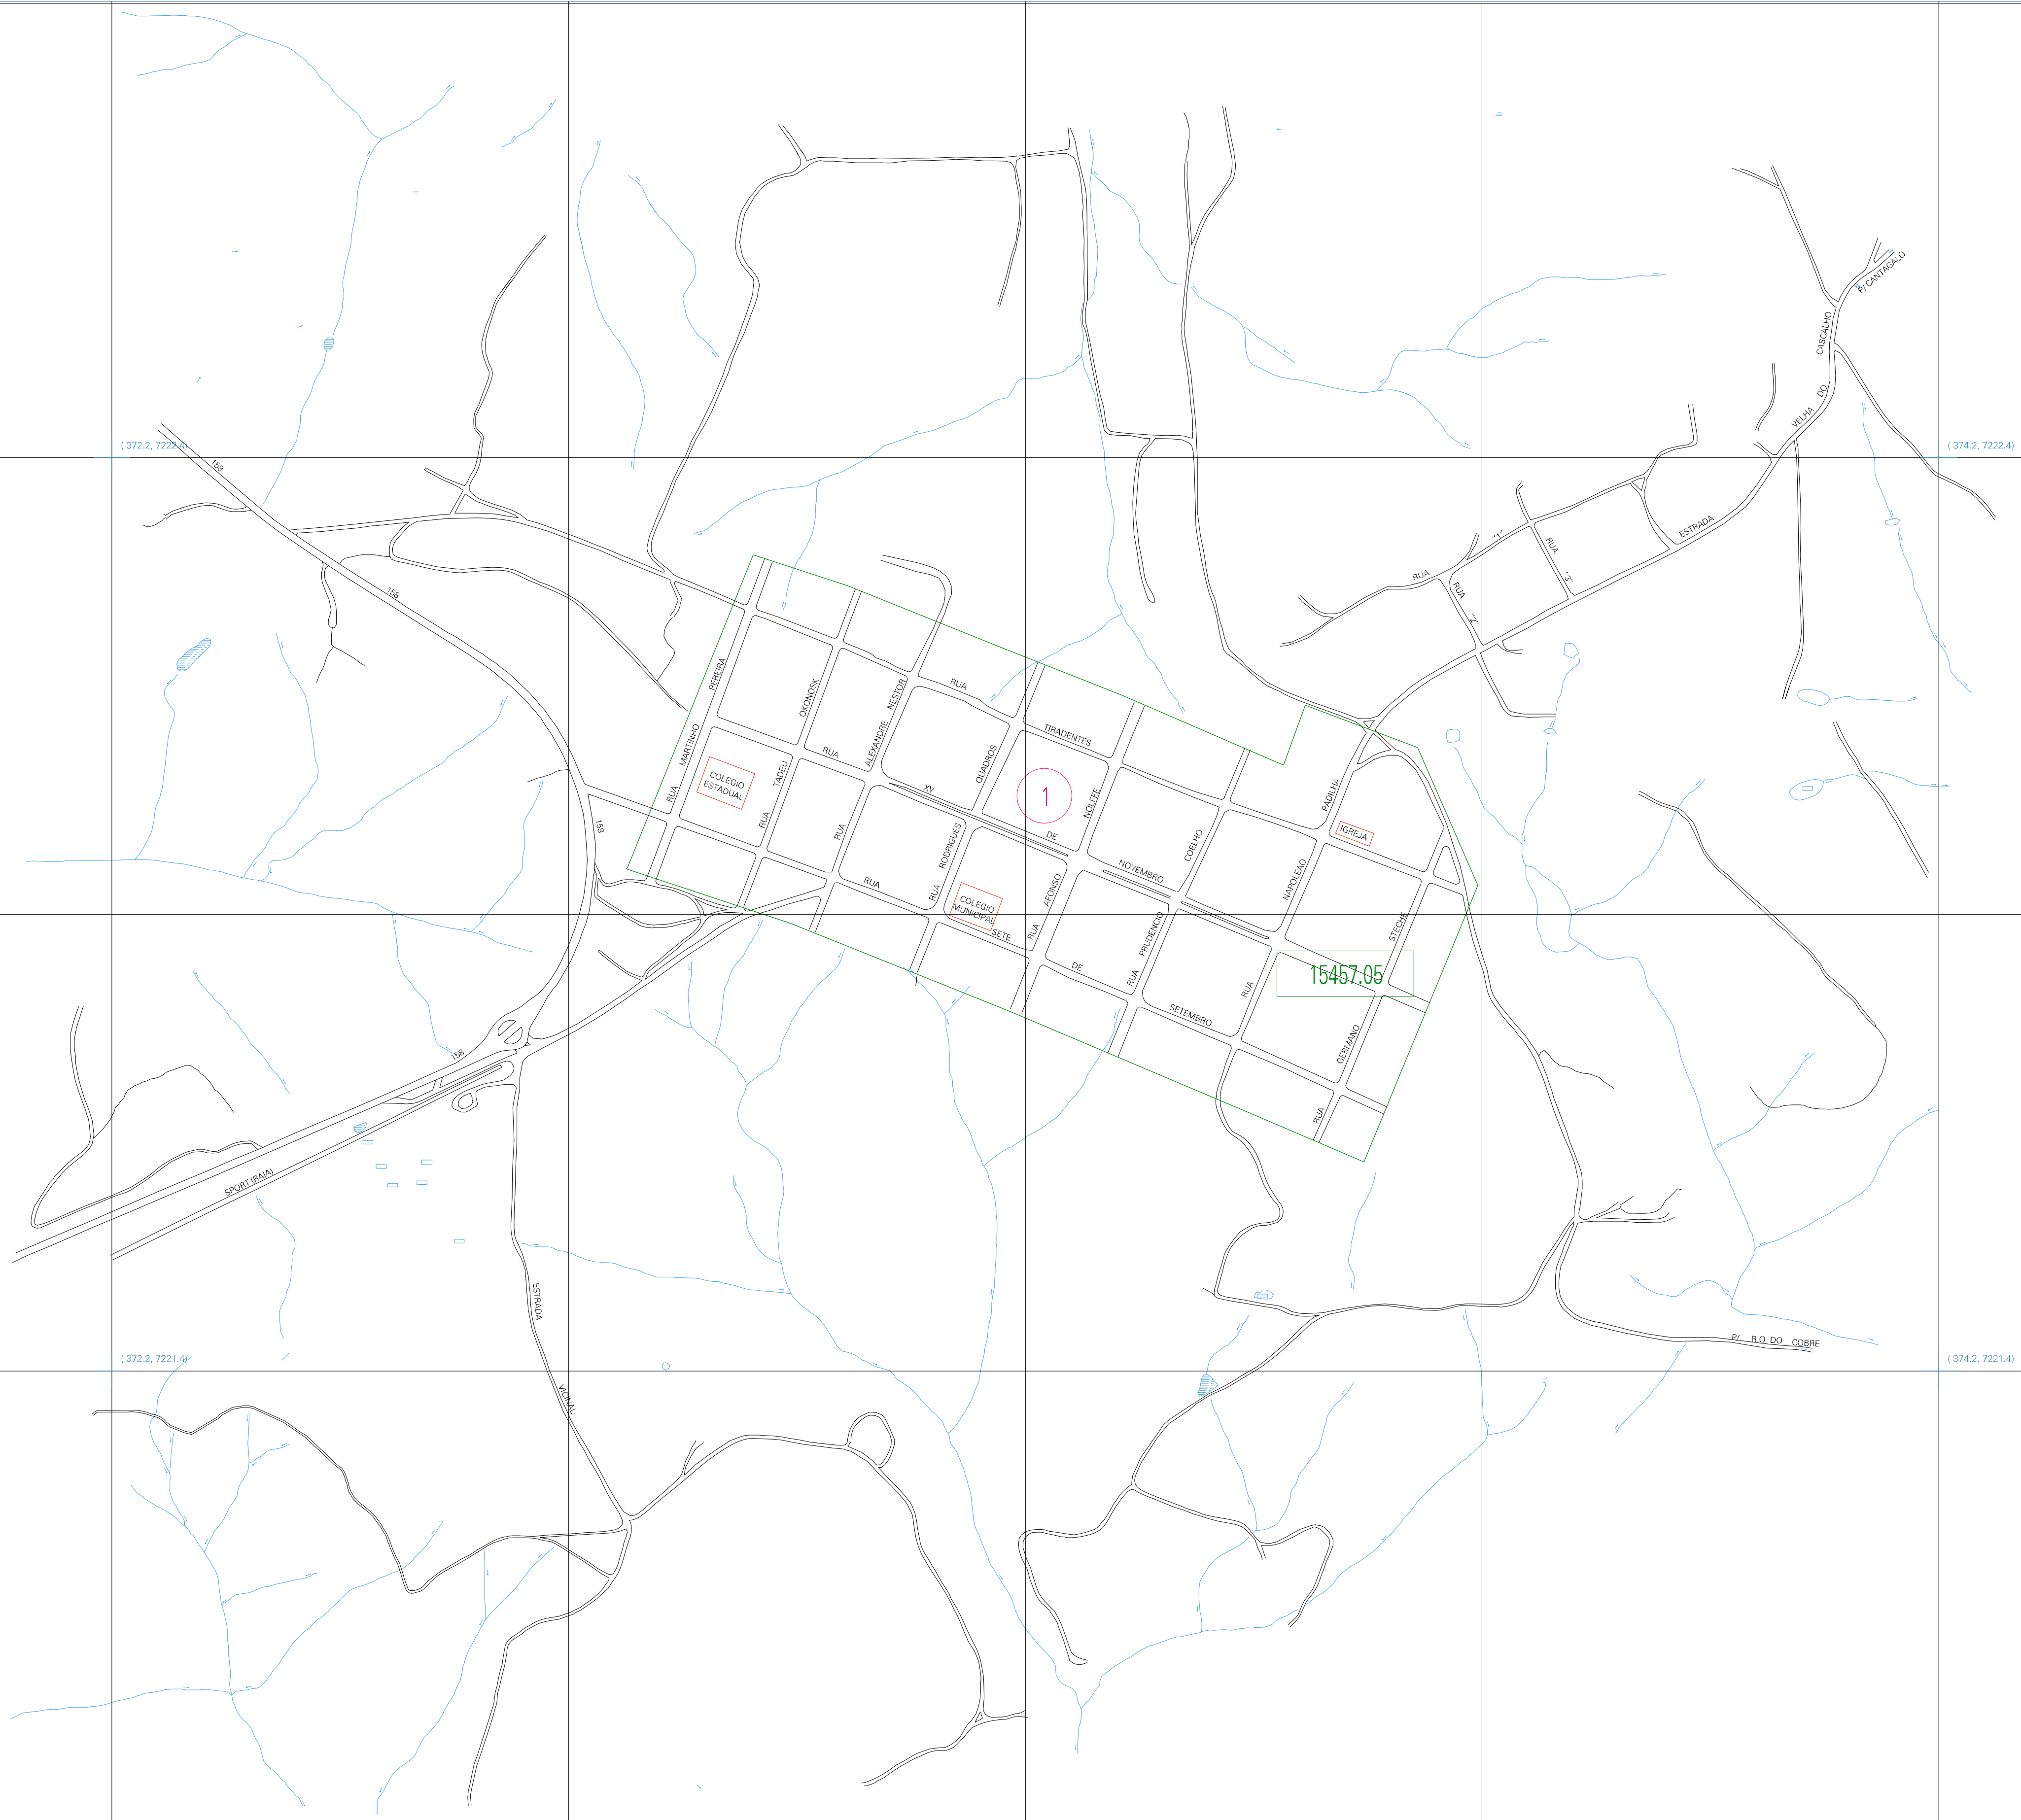 P/ CANTAGALO
CASCALHO
DO
VELHA
ESTRADA
( 372.2, 7222.4)
( 374.2, 7222.4)
158
158
RUA "1"
RUA "3"
RUA "2"
RUA MARTINHO PEREIRA
RUA TADEU OKONOSK
RUA ALEXANDRE NESTOR
RUA TIRADENTES
RUA RODRIGUES QUADROS
RUA XV DE NOVEMBRO
COLEGIO
ESTADUAL
1
RUA AFONSO NOLFFE
RUA PRUDENCIO COELHO
RUA NAPOLEAO PADILHA
IGREJA
158
RUA SETE DE SETEMBRO
COLEGIO
MUNICIPAL
RUA GERMANO STECHE
15457.05
158
SPORT (RAIA)
ESTRADA
VICINAL
P/ RIO DO COBRE
( 372.2, 7221.4)
( 374.2, 7221.4)